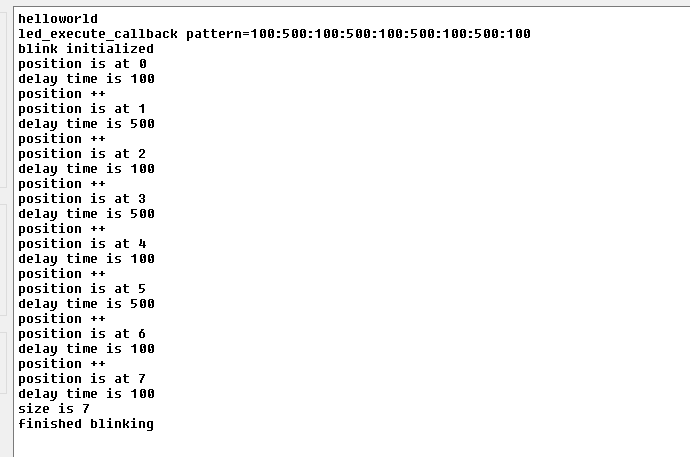 helloworld
led_execute_callback pattern=100:500:100:500:100:500:100:500:100
blink initialized
position is at 0
delay time is 100
position ++
position is at 1
delay time is 500
position ++
position is at 2
delay time is 100
position ++
position is at 3
delay time is 500
position ++
position is at 4
delay time is 100
position ++
position is at 5
delay time is 500
position ++
position is at 6
delay time is 100
position ++
position is at 7
delay time is 100
size is 7
finished blinking